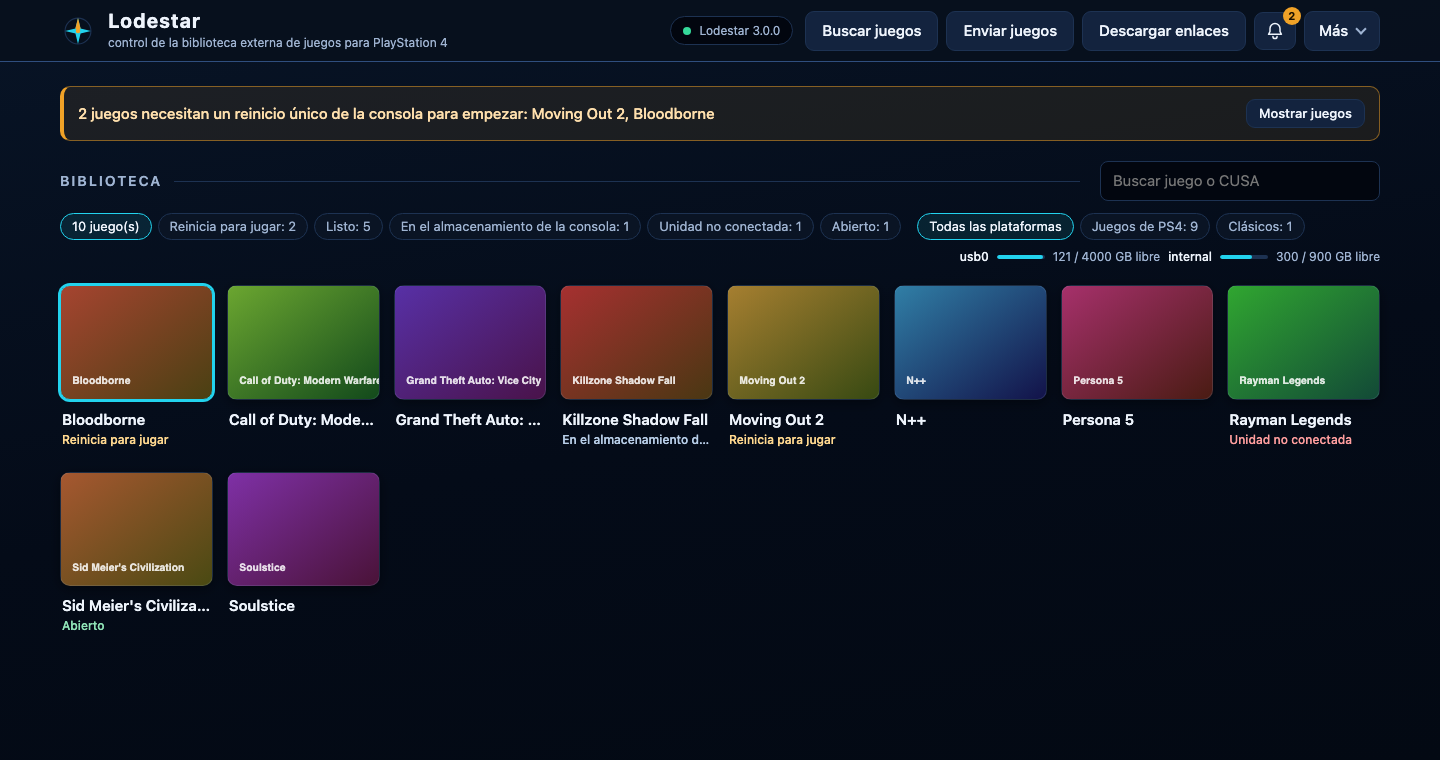 Lodestar
control de la biblioteca externa de juegos para PlayStation 4
Lodestar 3.0.0
Buscar juegos
Enviar juegos
Descargar enlaces
2
Más
2 juegos necesitan un reinicio único de la consola para empezar: Moving Out 2, Bloodborne
Mostrar juegos
BIBLIOTECA
Buscar juego o CUSA
10 juego(s)
Reinicia para jugar: 2
Listo: 5
En el almacenamiento de la consola: 1
Unidad no conectada: 1
Abierto: 1
Todas las plataformas
Juegos de PS4: 9
Clásicos: 1
usb0
121 / 4000 GB libre
internal
300 / 900 GB libre
Bloodborne
Call of Duty: Modern Warfare
Grand Theft Auto: Vice City
Killzone Shadow Fall
Moving Out 2
N++
Persona 5
Rayman Legends
Bloodborne
Call of Duty: Mode...
Grand Theft Auto: ...
Killzone Shadow Fall
Moving Out 2
N++
Persona 5
Rayman Legends
Reinicia para jugar
En el almacenamiento d...
Reinicia para jugar
Unidad no conectada
Sid Meier's Civilization
Soulstice
Sid Meier's Civiliza...
Soulstice
Abierto